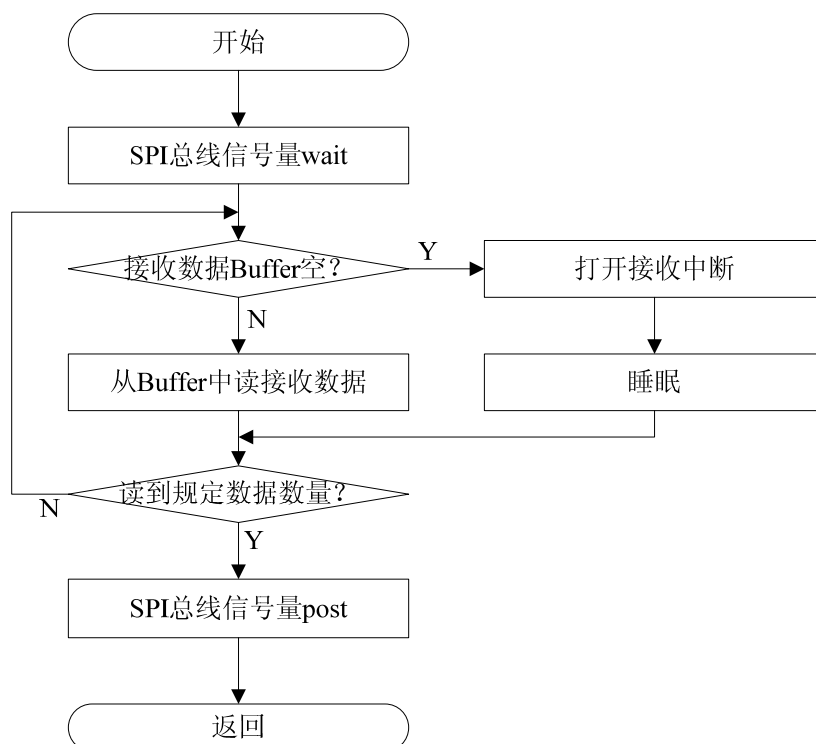 开始
SPI总线信号量wait
接收数据Buffer空?
Y
打开接收中断
N
从Buffer中读接收数据
睡眠
读到规定数据数量?
N
Y
SPI总线信号量post
返回